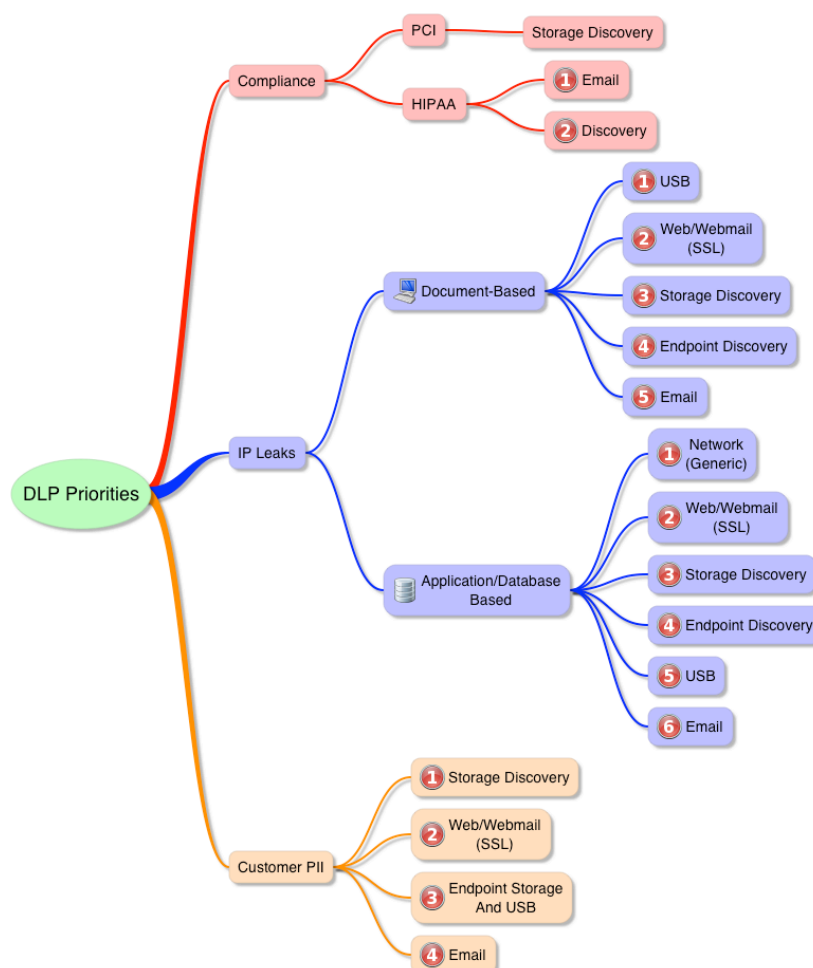 DLP Priorities
Compliance
PCI
Storage Discovery
HIPAA
1 Email
2 Discovery
IP Leaks
Document-Based
1 USB
2 Web/Webmail
(SSL)
3 Storage Discovery
4 Endpoint Discovery
5 Email
Application/Database
Based
1 Network
(Generic)
2 Web/Webmail
(SSL)
3 Storage Discovery
4 Endpoint Discovery
5 USB
6 Email
Customer PII
1 Storage Discovery
2 Web/Webmail
(SSL)
3 Endpoint Storage
And USB
4 Email